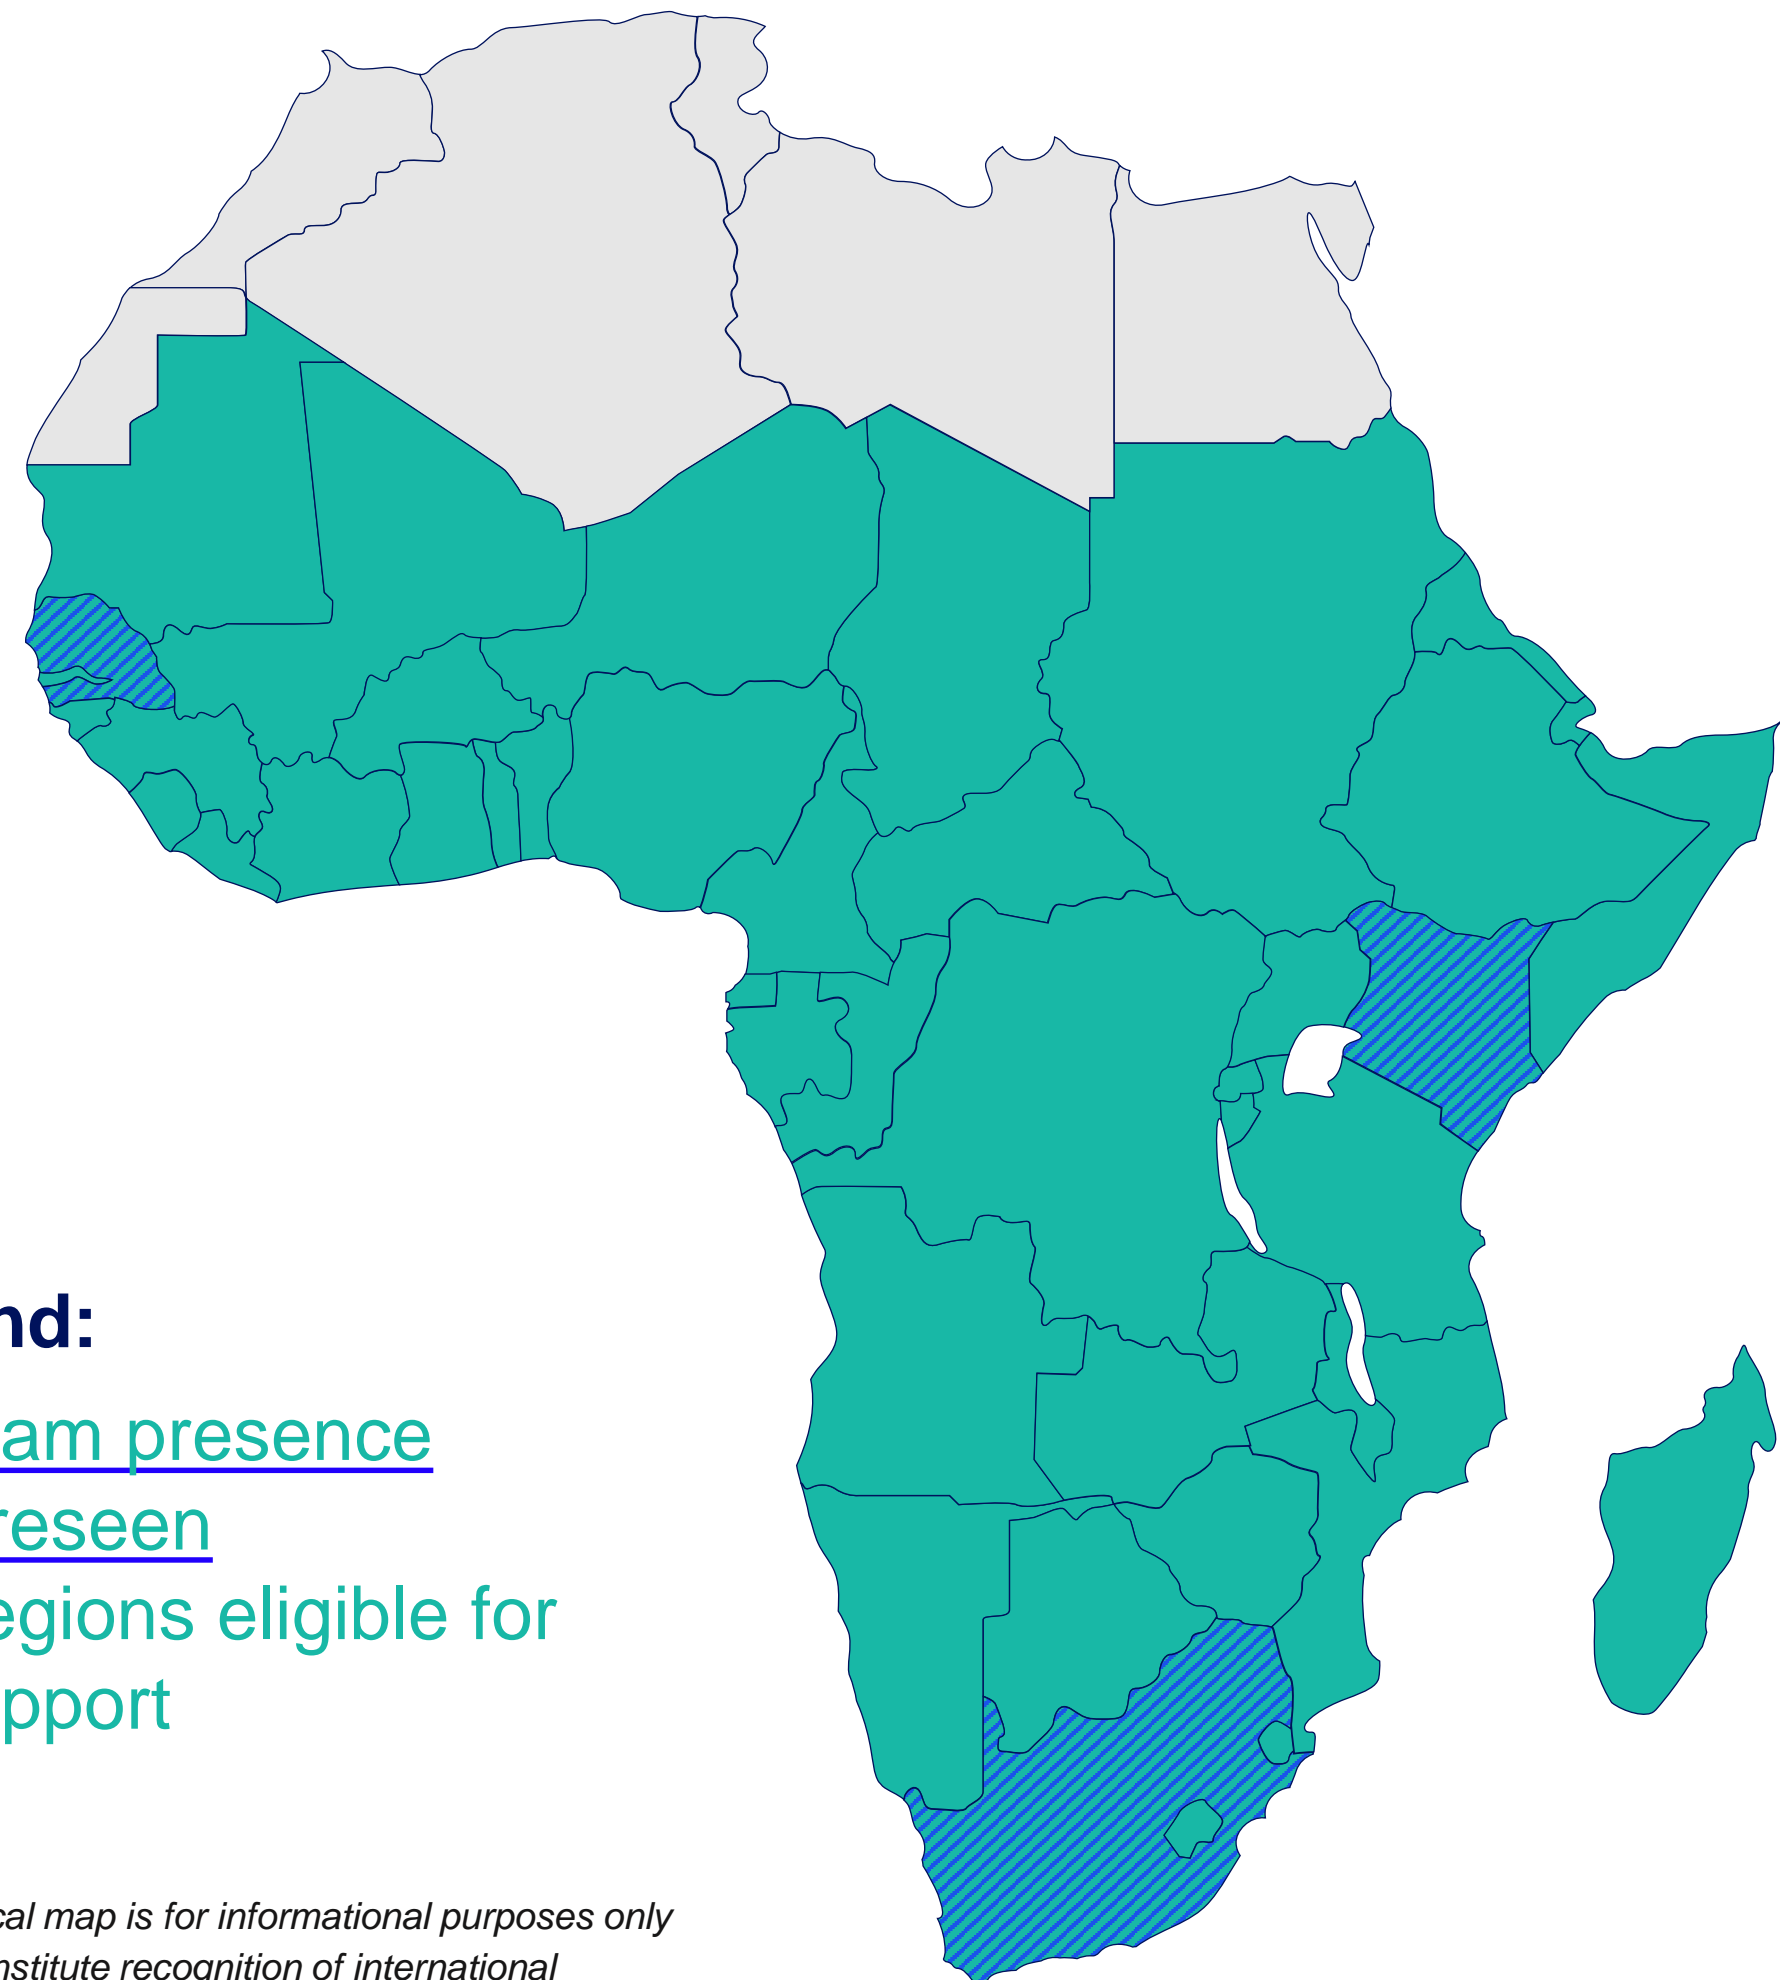 nd:
am presence
reseen
egions eligible for
pport
cal map is for informational purposes only
nstitute recognition of international